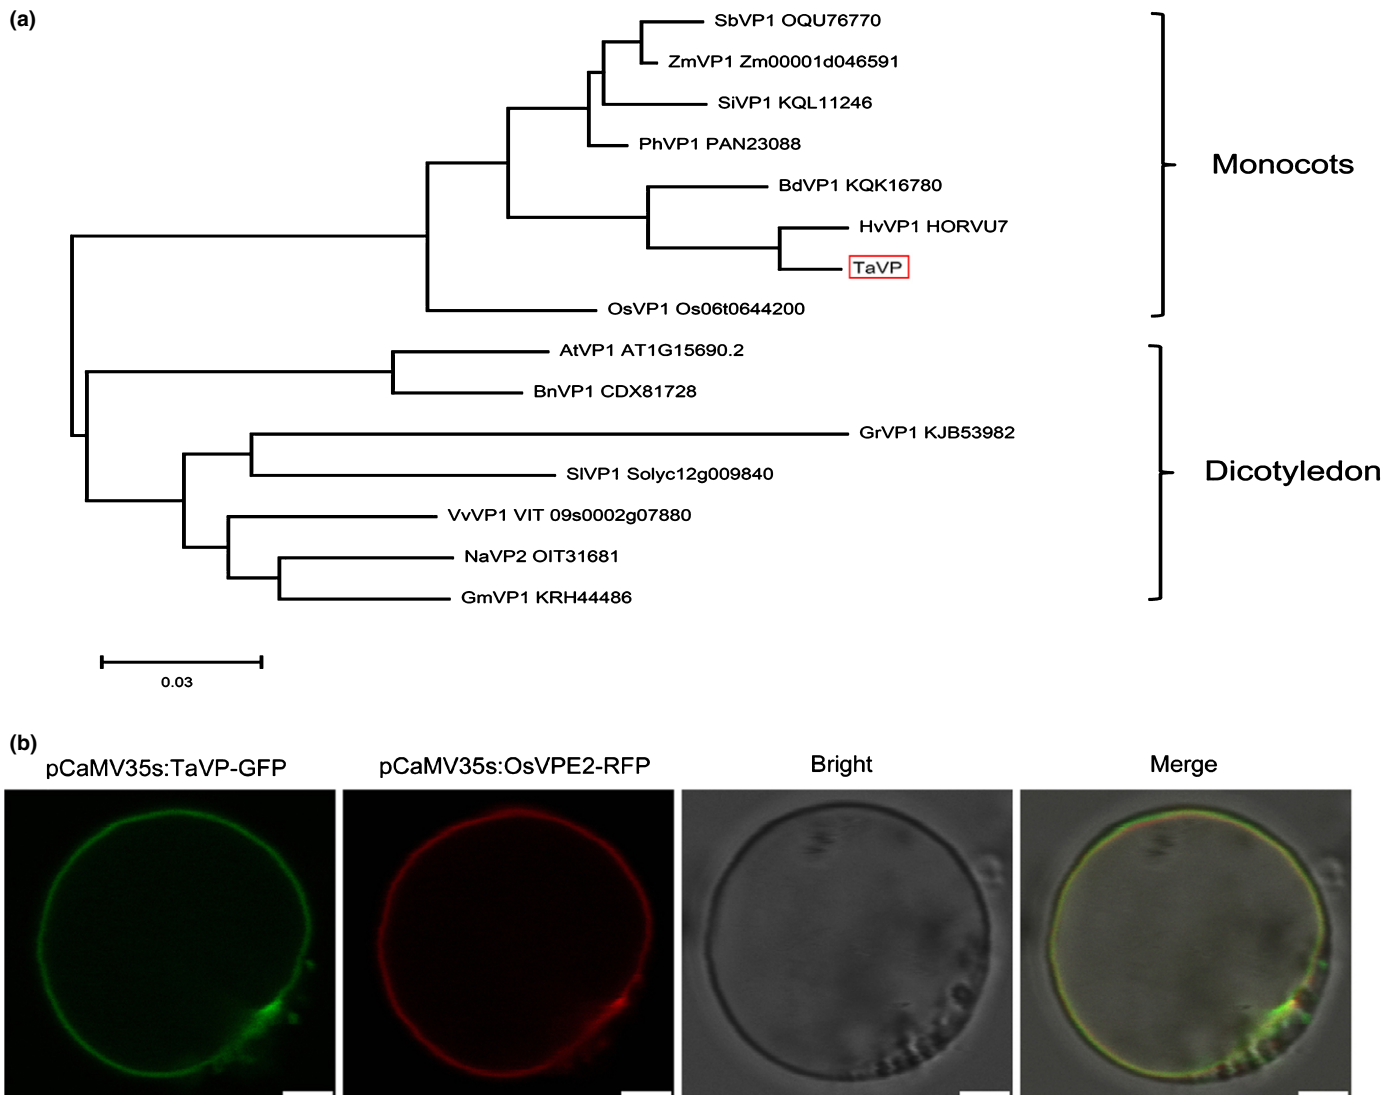 (a)
SbVP1 OQU76770
ZmVP1 Zm00001d046591
SiVP1 KQL11246
PhVP1 PAN23088
BdVP1 KQK16780
HvVP1 HORVU7
TaVP
OsVP1 Os06t0644200
Monocots
AtVP1 AT1G15690.2
BnVP1 CDX81728
GrVP1 KJB53982
SlVP1 Solyc12g009840
VvVP1 VIT 09s0002g07880
NaVP2 OIT31681
GmVP1 KRH44486
Dicotyledon
0.03
(b)
pCaMV35s:TaVP-GFP
pCaMV35s:OsVPE2-RFP
Bright
Merge